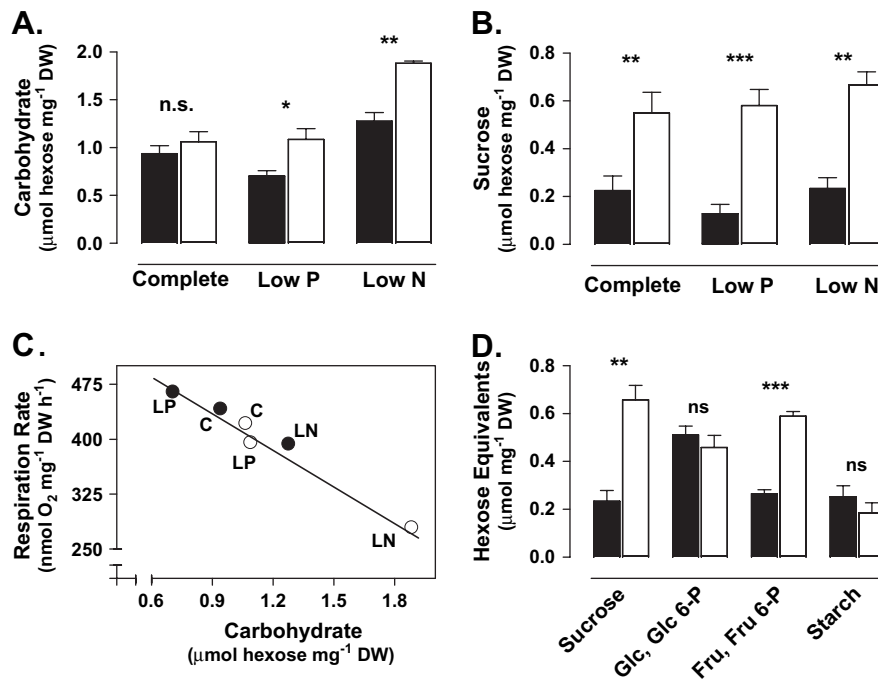 A.
Carbohydrate
(μmol hexose mg⁻¹ DW)
2.0
1.5
1.0
0.5
0.0
n.s.
*
**
Complete Low P Low N
B.
Sucrose
(μmol hexose mg⁻¹ DW)
0.8
0.6
0.4
0.2
0.0
**
***
**
Complete Low P Low N
C.
Respiration Rate
(nmol O₂ mg⁻¹ DW h⁻¹)
475
400
325
250
LP
C
C
LP
LN
LN
0.6 0.9 1.2 1.5 1.8
Carbohydrate
(μmol hexose mg⁻¹ DW)
D.
Hexose Equivalents
(μmol mg⁻¹ DW)
0.8
0.6
0.4
0.2
0.0
**
ns
***
ns
Sucrose
Glc, Glc 6-P
Fru, Fru 6-P
Starch